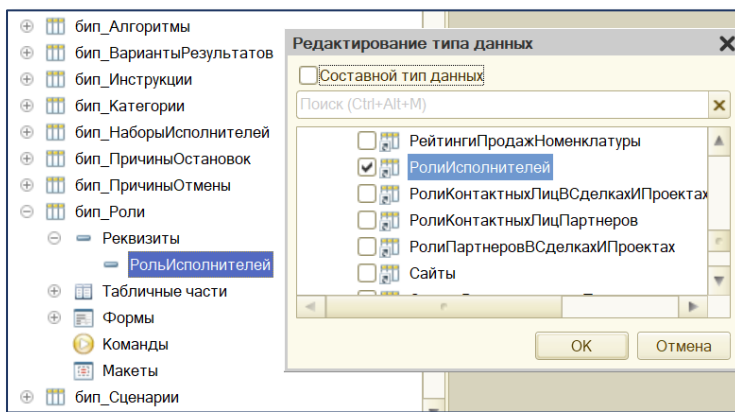 бип_Алгоритмы
бип_ВариантыРезультатов
бип_Инструкции
бип_Категории
бип_НаборыИсполнителей
бип_ПричиныОстановок
бип_ПричиныОтмены
бип_Роли
Реквизиты
РольИсполнителей
Табличные части
Формы
Команды
Макеты
бип_Сценарии
Редактирование типа данных
Составной тип данных
Поиск (Ctrl+Alt+M)
РейтингиПродажНоменклатуры
РолиИсполнителей
РолиКонтактныхЛицВСделкахИПроектах
РолиКонтактныхЛицПартнеров
РолиПартнеровВСделкахИПроектах
Сайты
OK
Отмена